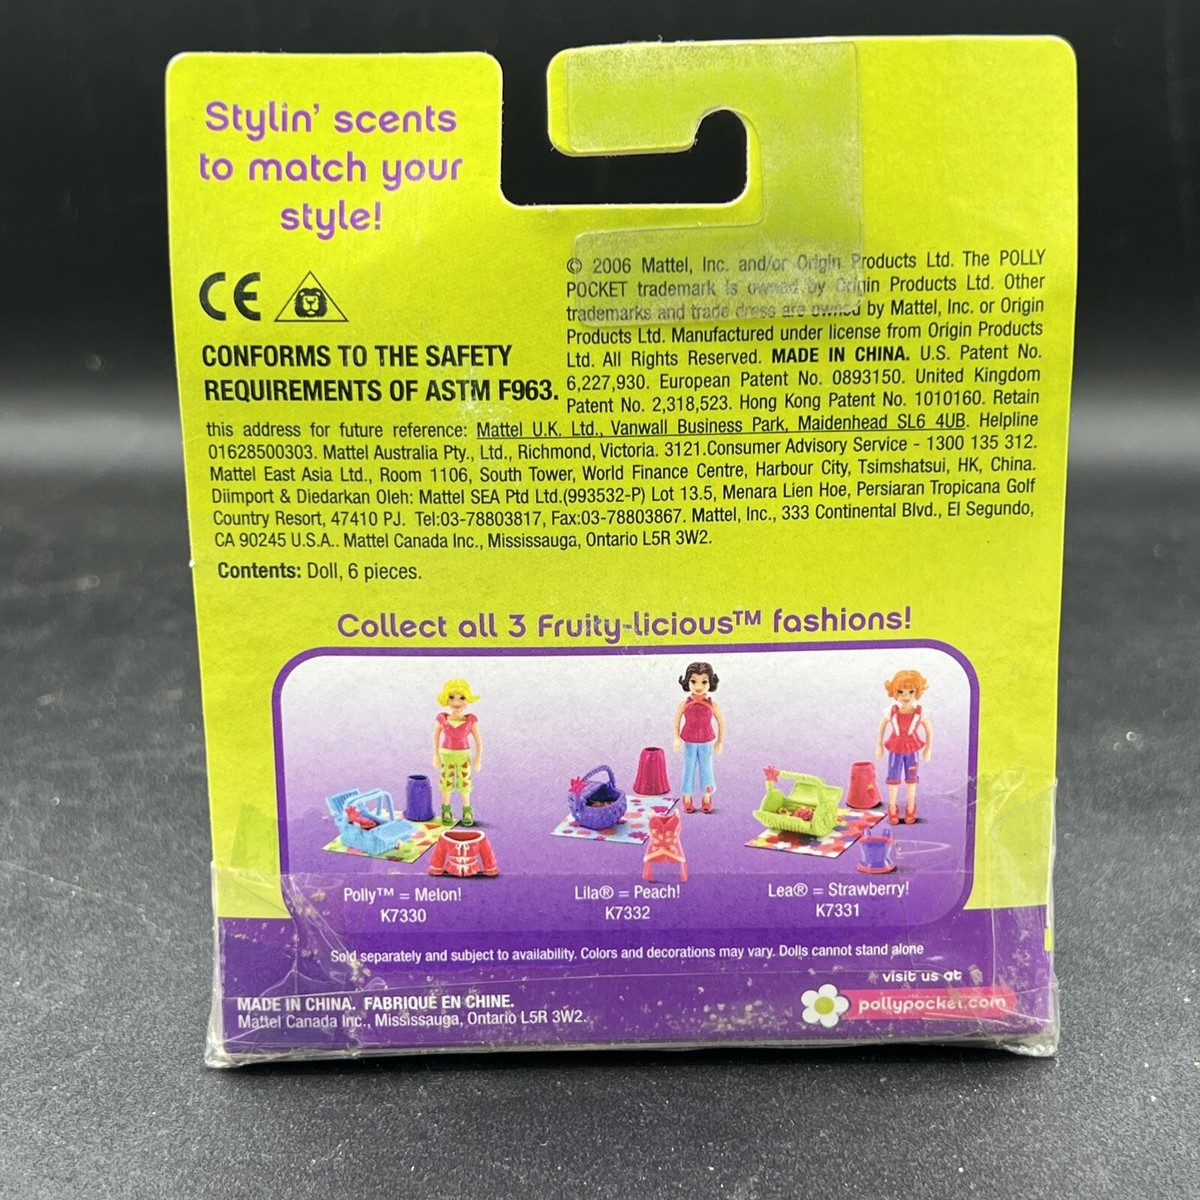 Stylin' scents
to match your
style!
CE
CONFORMS TO THE SAFETY
REQUIREMENTS OF ASTM F963.
© 2006 Mattel, Inc. and/or Origin Products Ltd. The POLLY
POCKET trademark is owned by Origin Products Ltd. Other
trademarks and trade dress are owned by Mattel, Inc. or Origin
Products Ltd. Manufactured under license from Origin Products
Ltd. All Rights Reserved. MADE IN CHINA. U.S. Patent No.
6,227,930. European Patent No. 0893150. United Kingdom
Patent No. 2,318,523. Hong Kong Patent No. 1010160. Retain
this address for future reference: Mattel U.K. Ltd., Vanwall Business Park, Maidenhead SL6 4UB. Helpline
01628500303. Mattel Australia Pty., Ltd., Richmond, Victoria. 3121.Consumer Advisory Service - 1300 135 312.
Mattel East Asia Ltd., Room 1106, South Tower, World Finance Centre, Harbour City, Tsimshatsui, HK, China.
Diimport & Diedarkan Oleh: Mattel SEA Ptd Ltd.(993532-P) Lot 13.5, Menara Lien Hoe, Persiaran Tropicana Golf
Country Resort, 47410 PJ. Tel:03-78803817, Fax:03-78803867. Mattel, Inc., 333 Continental Blvd., El Segundo,
CA 90245 U.S.A.. Mattel Canada Inc., Mississauga, Ontario L5R 3W2.
Contents: Doll, 6 pieces.
Collect all 3 Fruity-licious™ fashions!
Polly™ = Melon!
K7330
Lila® = Peach!
K7332
Lea® = Strawberry!
K7331
Sold separately and subject to availability. Colors and decorations may vary. Dolls cannot stand alone
visit us at
pollypocket.com
MADE IN CHINA. FABRIQUÉ EN CHINE.
Mattel Canada Inc., Mississauga, Ontario L5R 3W2.